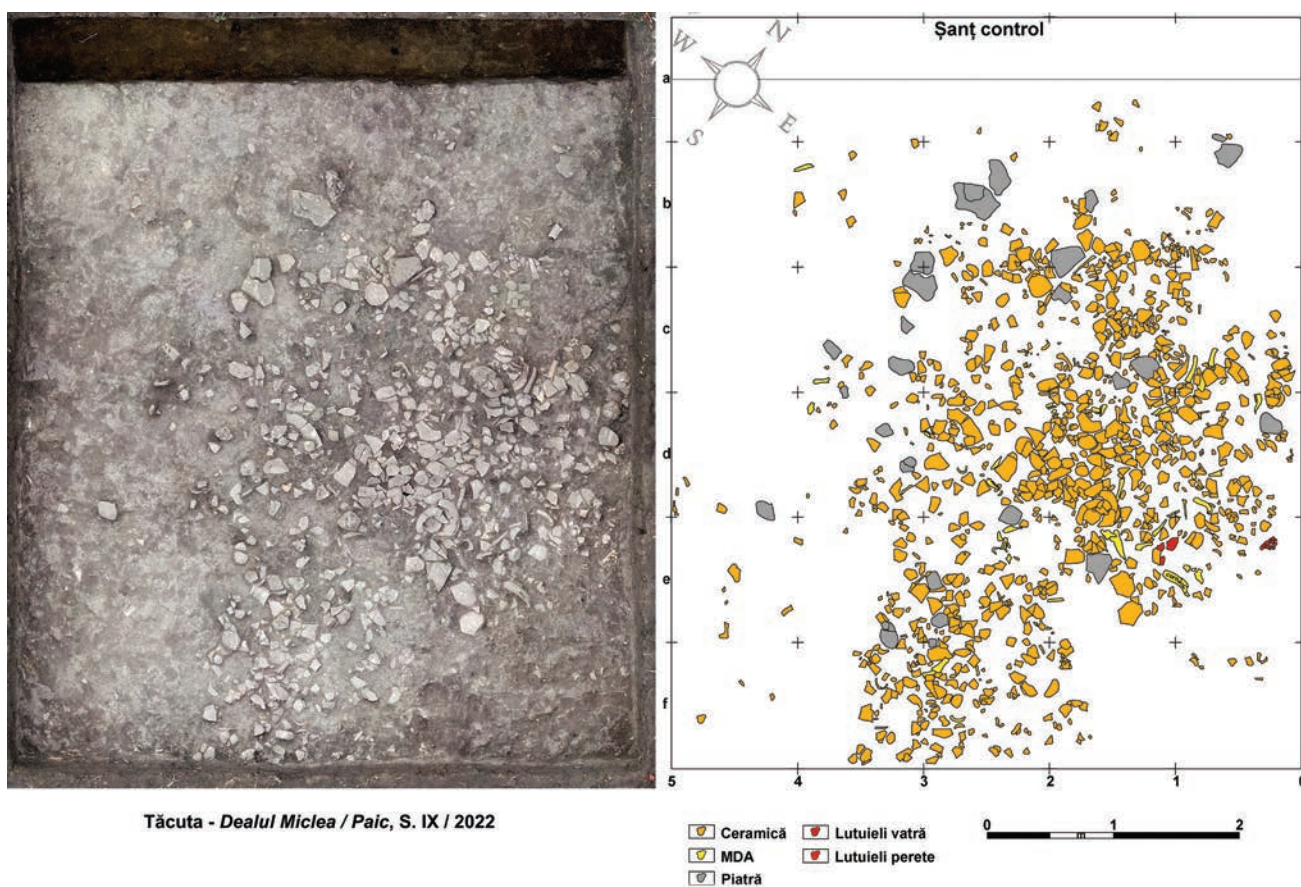 Șanț control
W N
S E
a
b
c
d
e
f
5 4 3 2 1 0
Tăcuta - Dealul Miclea / Paic, S. IX / 2022
Ceramică Lutuieli vatră
MDA Lutuieli perete
Piatră
0 m 2